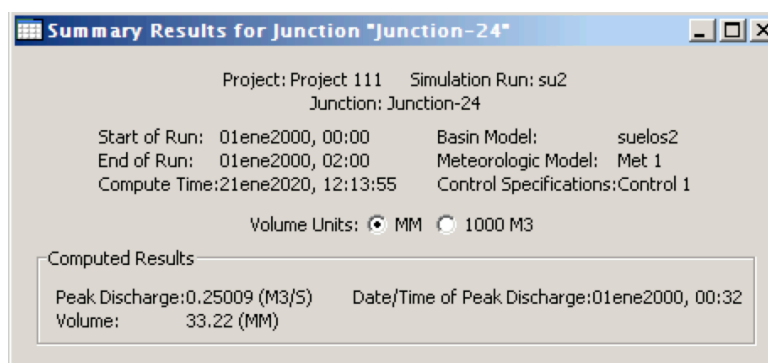 Summary Results for Junction "Junction-24"
Project: Project 111 Simulation Run: su2
Junction: Junction-24
Start of Run: 01ene2000, 00:00 Basin Model: suelos2
End of Run: 01ene2000, 02:00 Meteorologic Model: Met 1
Compute Time:21ene2020, 12:13:55 Control Specifications:Control 1
Volume Units: MM 1000 M3
Computed Results
Peak Discharge:0.25009 (M3/S) Date/Time of Peak Discharge:01ene2000, 00:32
Volume: 33.22 (MM)